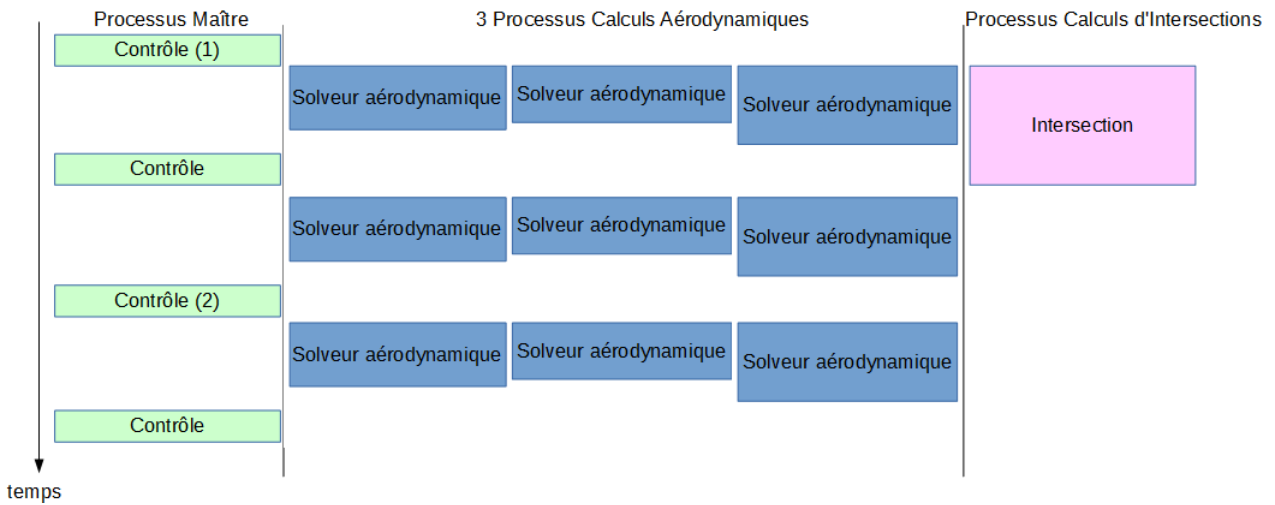 Processus Maître
3 Processus Calculs Aérodynamiques
Processus Calculs d'Intersections
Contrôle (1)
Solveur aérodynamique
Solveur aérodynamique
Solveur aérodynamique
Intersection
Contrôle
Solveur aérodynamique
Solveur aérodynamique
Solveur aérodynamique
Contrôle (2)
Solveur aérodynamique
Solveur aérodynamique
Solveur aérodynamique
Contrôle
temps